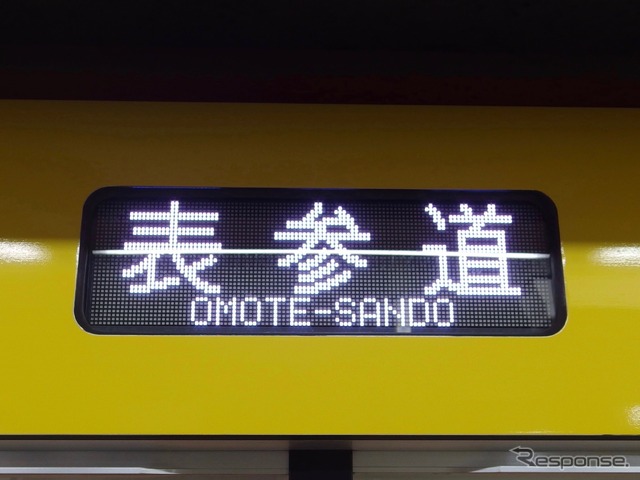 表参道
OMOTE-SANDO
Response.